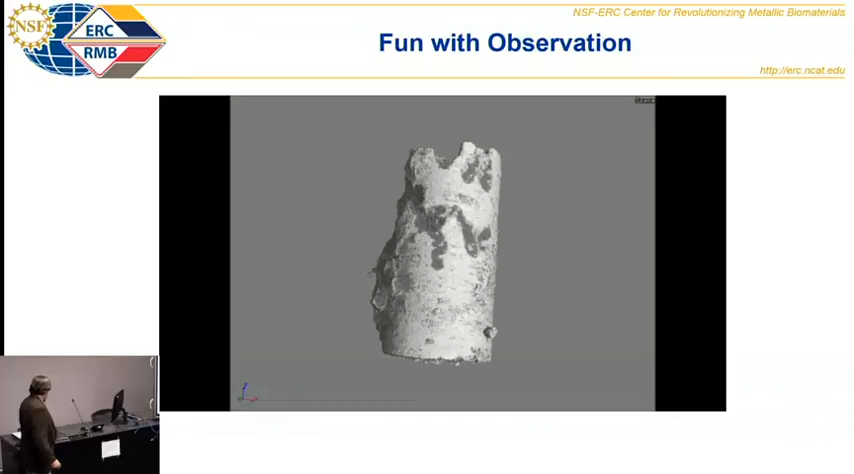 NSF
ERC
RMB
NSF-ERC Center for Revolutionizing Metallic Biomaterials
Fun with Observation
http://erc.ncat.edu